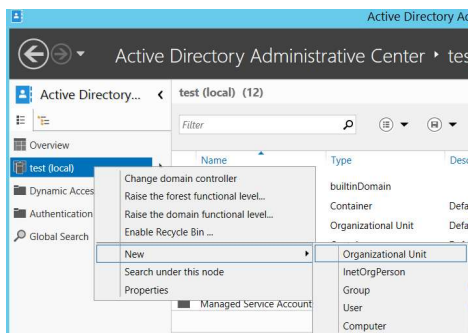 Active Directory Ad
Active Directory Administrative Center • tes
Active Directory...
test (local) (12)
Filter
Overview
test (local)
Dynamic Acces
Authentication
Global Search
Name
Type
Desc
Change domain controller
Raise the forest functional level...
Raise the domain functional level...
Enable Recycle Bin ...
New
Search under this node
Properties
builtinDomain
Container
Defa
Organizational Unit
Defa
Organizational Unit
InetOrgPerson
Group
User
Computer
Managed Service Account